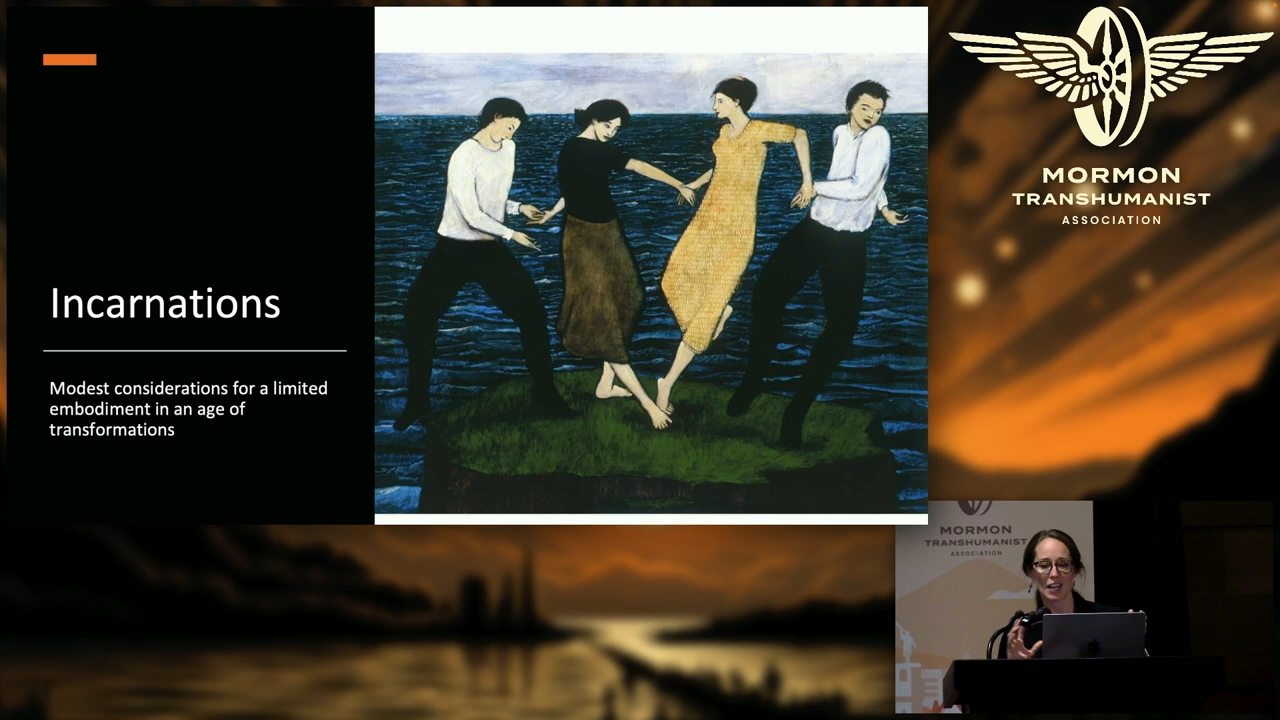 Incarnations
Modest considerations for a limited
embodiment in an age of
transformations
MORMON
TRANSHUMANIST
ASSOCIATION
MORMON
TRANSHUMANIST
ASSOCIATION